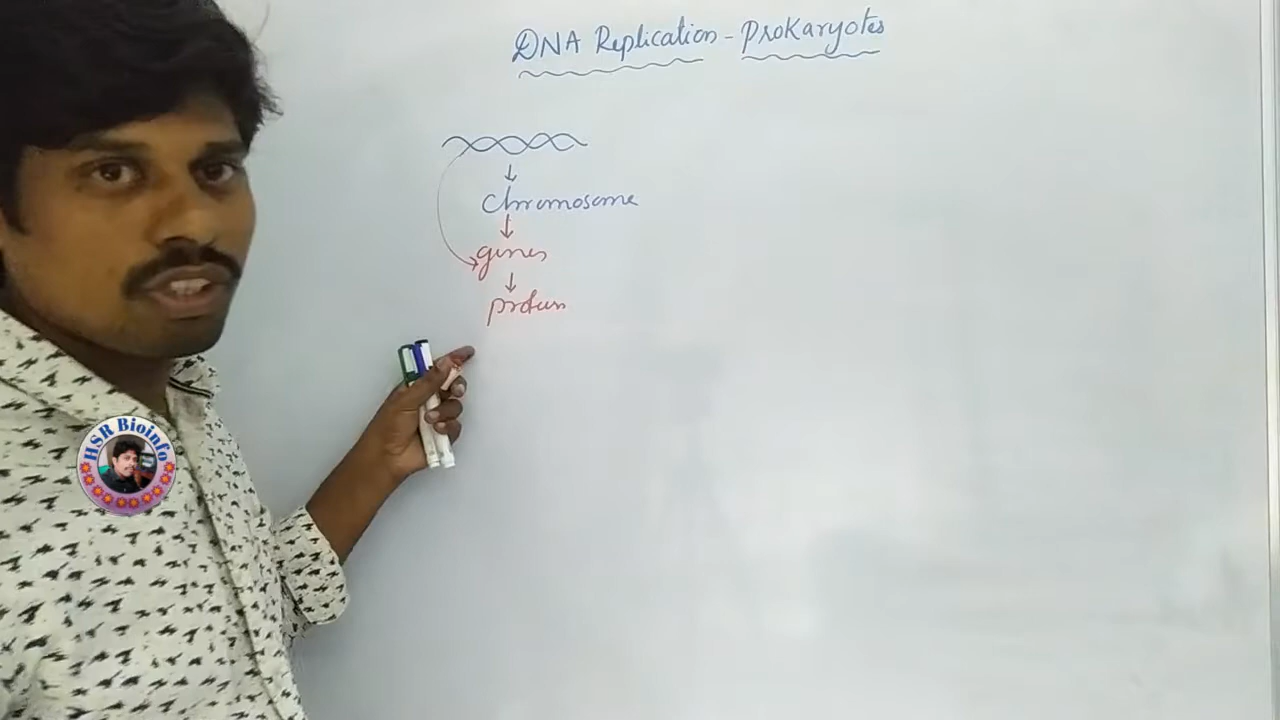 DNA Replication - Prokaryotes
chromosome
genes
protein
HSR Bioinfo